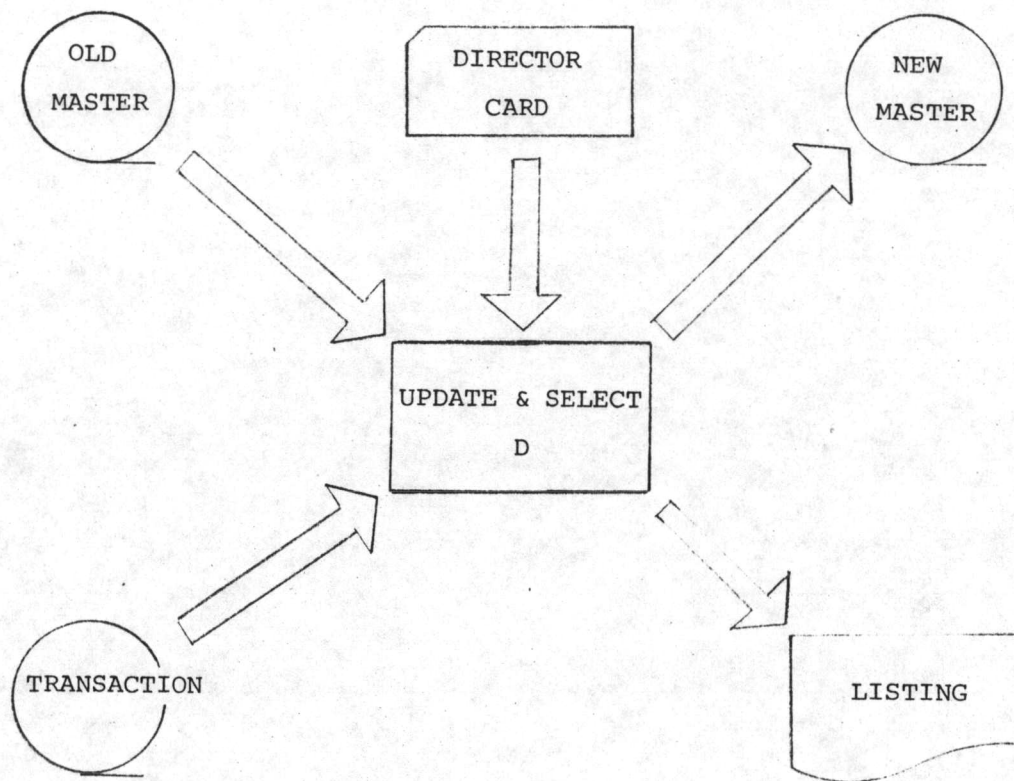 OLD
MASTER
DIRECTOR
CARD
NEW
MASTER
UPDATE & SELECT
D
TRANSACTION
LISTING